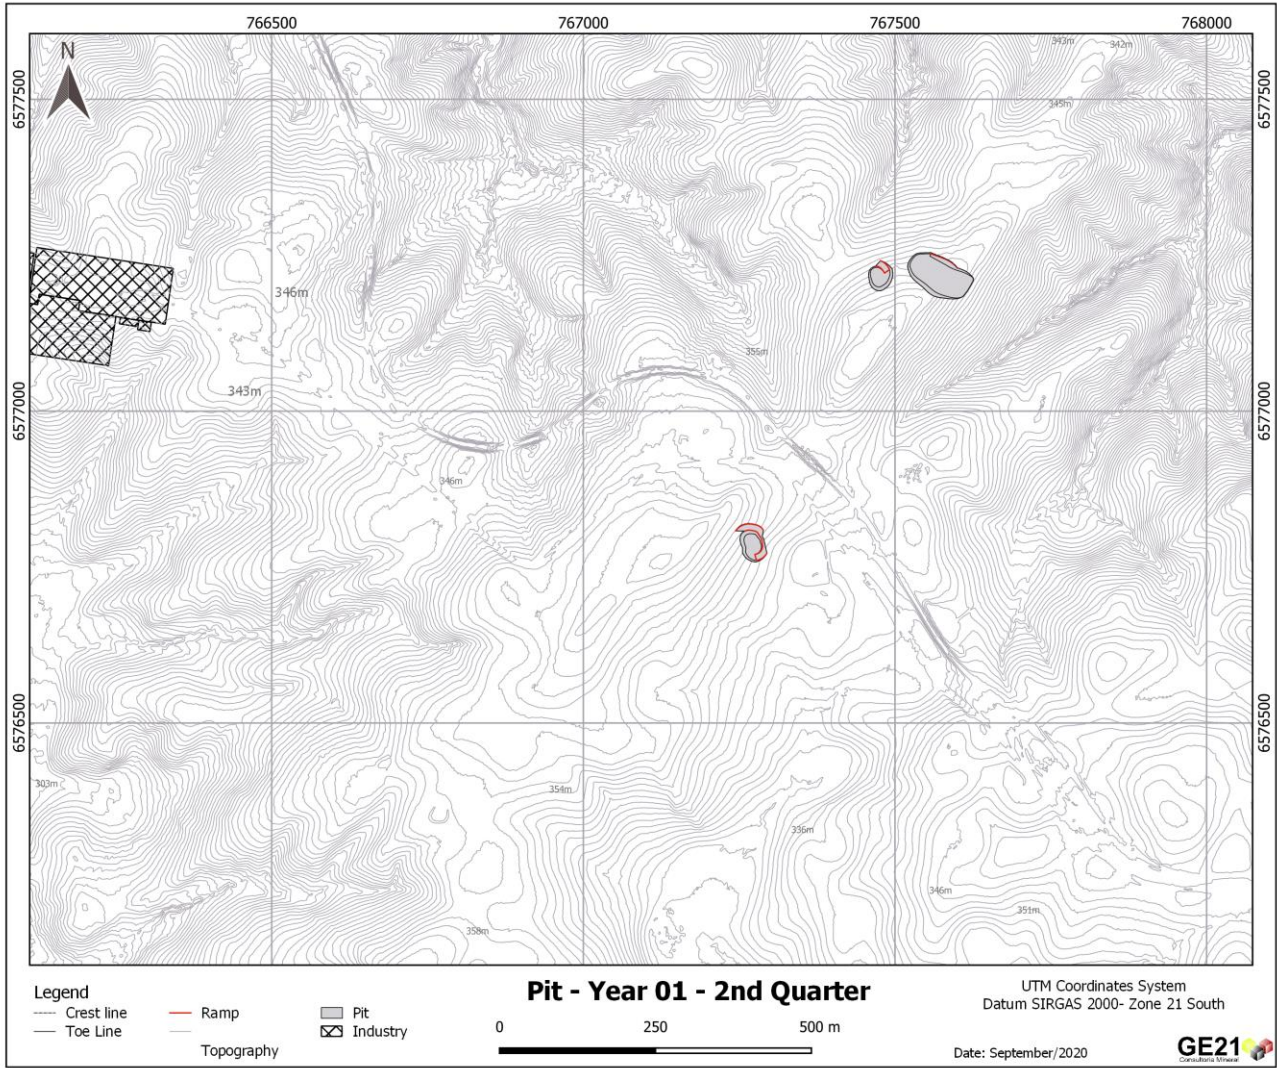 766500 767000 767500 768000
343m 342m
N
6577500 6577500
345m
346m
355m
343m
6577000 6577000
346m
6576500 6576500
303m
354m
336m
346m
351m
358m
Legend
Crest line
Toe Line
Ramp
Topography
Pit
Industry
Pit - Year 01 - 2nd Quarter
0 250 500 m
UTM Coordinates System
Datum SIRGAS 2000- Zone 21 South
Date: September/2020
GE21
Consultoria Mineral